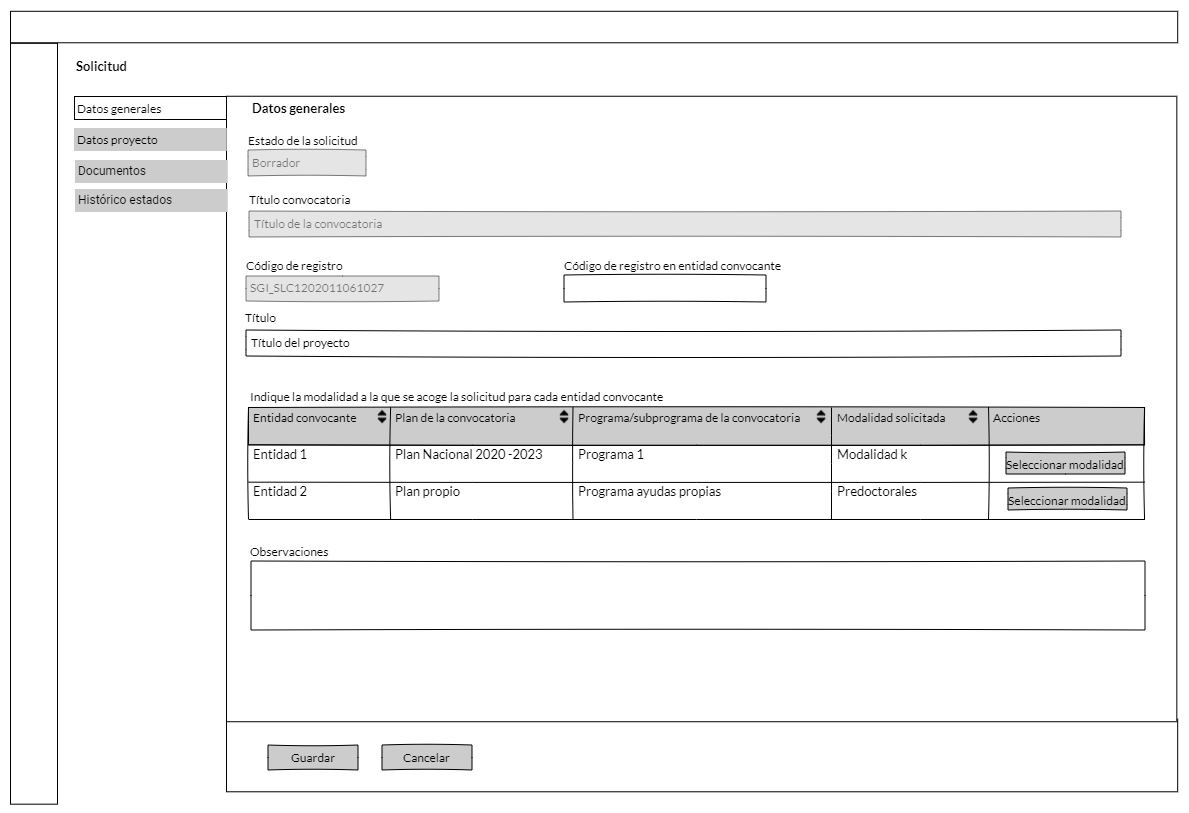 Solicitud
Datos generales
Datos proyecto
Documentos
Histórico estados
Datos generales
Estado de la solicitud
Borrador
Título convocatoria
Título de la convocatoria
Código de registro
Código de registro en entidad convocante
SGI_SLC1202011061027
Título
Título del proyecto
Indique la modalidad a la que se acoge la solicitud para cada entidad convocante
Entidad convocante Plan de la convocatoria Programa/subprograma de la convocatoria Modalidad solicitada Acciones
Entidad 1 Plan Nacional 2020 -2023 Programa 1 Modalidad k Seleccionar modalidad
Entidad 2 Plan propio Programa ayudas propias Predoctorales Seleccionar modalidad
Observaciones
Guardar Cancelar